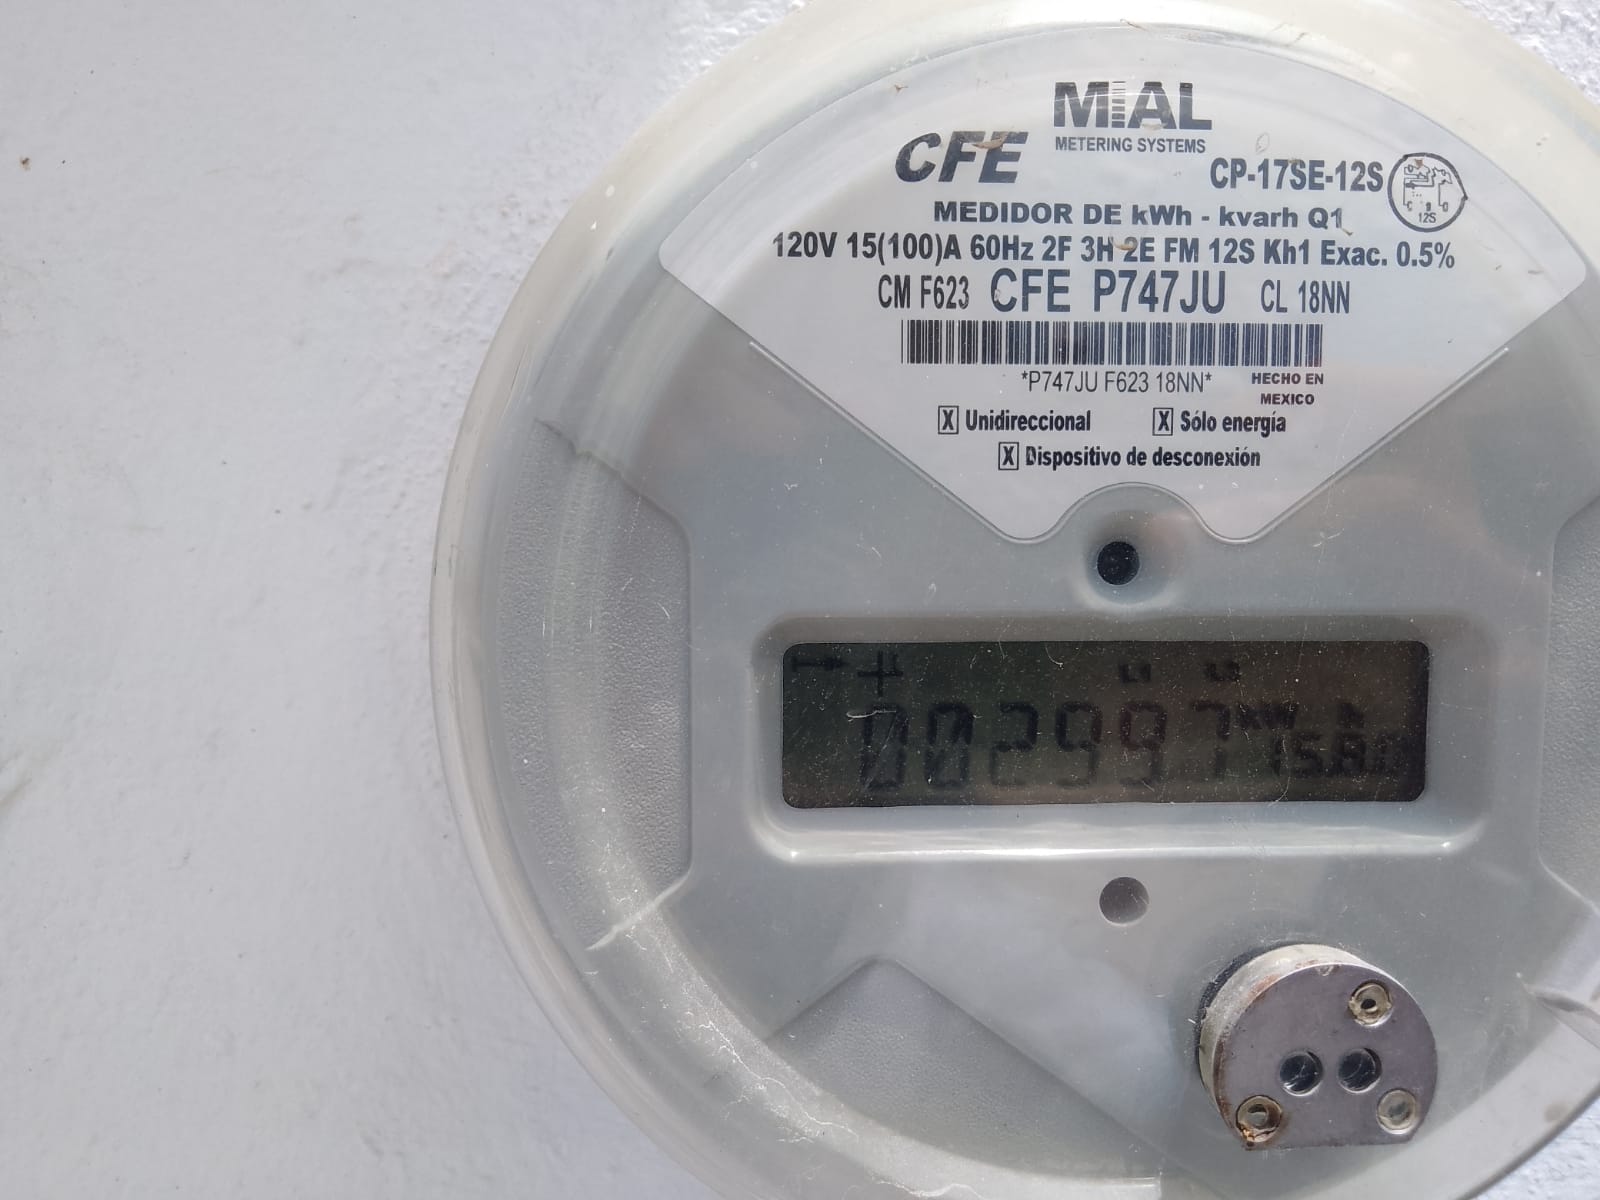 MIAL
METERING SYSTEMS
CFE
CP-17SE-12S
12S
MEDIDOR DE kWh - kvarh Q1
120V 15(100)A 60Hz 2F 3H 2E FM 12S Kh1 Exac. 0.5%
CM F623 CFE P747JU CL 18NN
*P747JU F623 18NN*
HECHO EN
MEXICO
X Unidireccional X Sólo energía
X Dispositivo de desconexión
002997 kW h